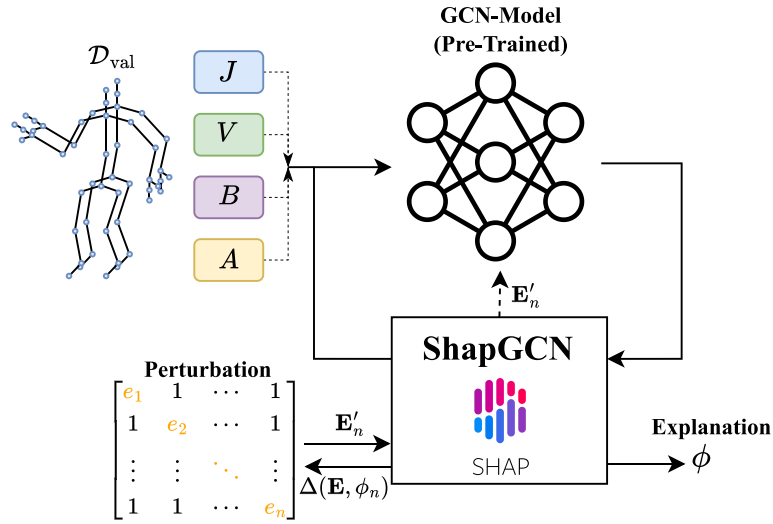 GCN-Model
(Pre-Trained)
𝒟val
J
V
B
A
E′n
ShapGCN
SHAP
Perturbation
e1 1 ⋯ 1
1 e2 ⋯ 1
⋮ ⋮ ⋱ ⋮
1 1 ⋯ en
E′n
Δ(E, ϕn)
Explanation
ϕ